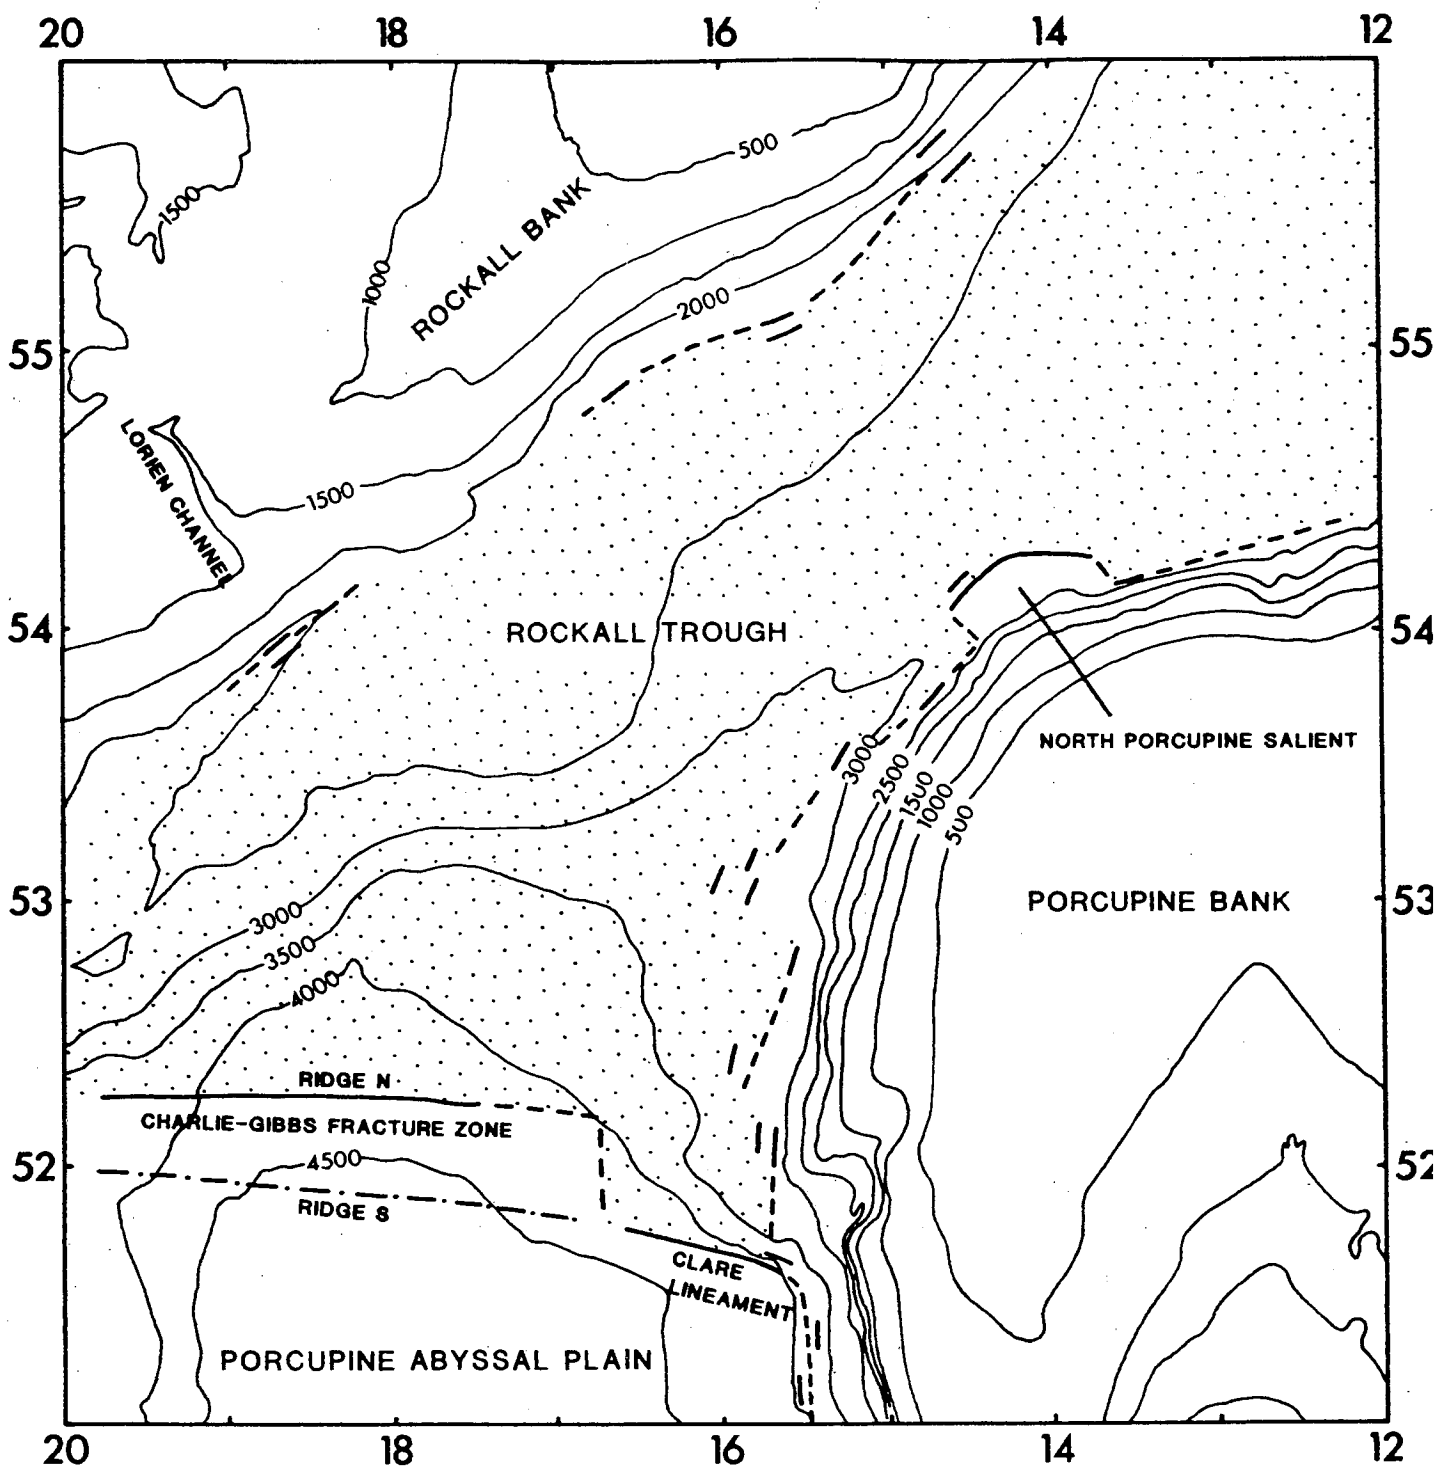 20 18 16 14 12
500
1500
ROCKALL BANK
1000
2000
55 55
LORIEN CHANNEL
1500
54 ROCKALL TROUGH 54
NORTH PORCUPINE SALIENT
3000
2500
1500
1000
500
53 PORCUPINE BANK 53
3000
3500
4000
RIDGE N
CHARLIE-GIBBS FRACTURE ZONE
52 4500 52
RIDGE S
CLARE
LINEAMENT
PORCUPINE ABYSSAL PLAIN
20 18 16 14 12